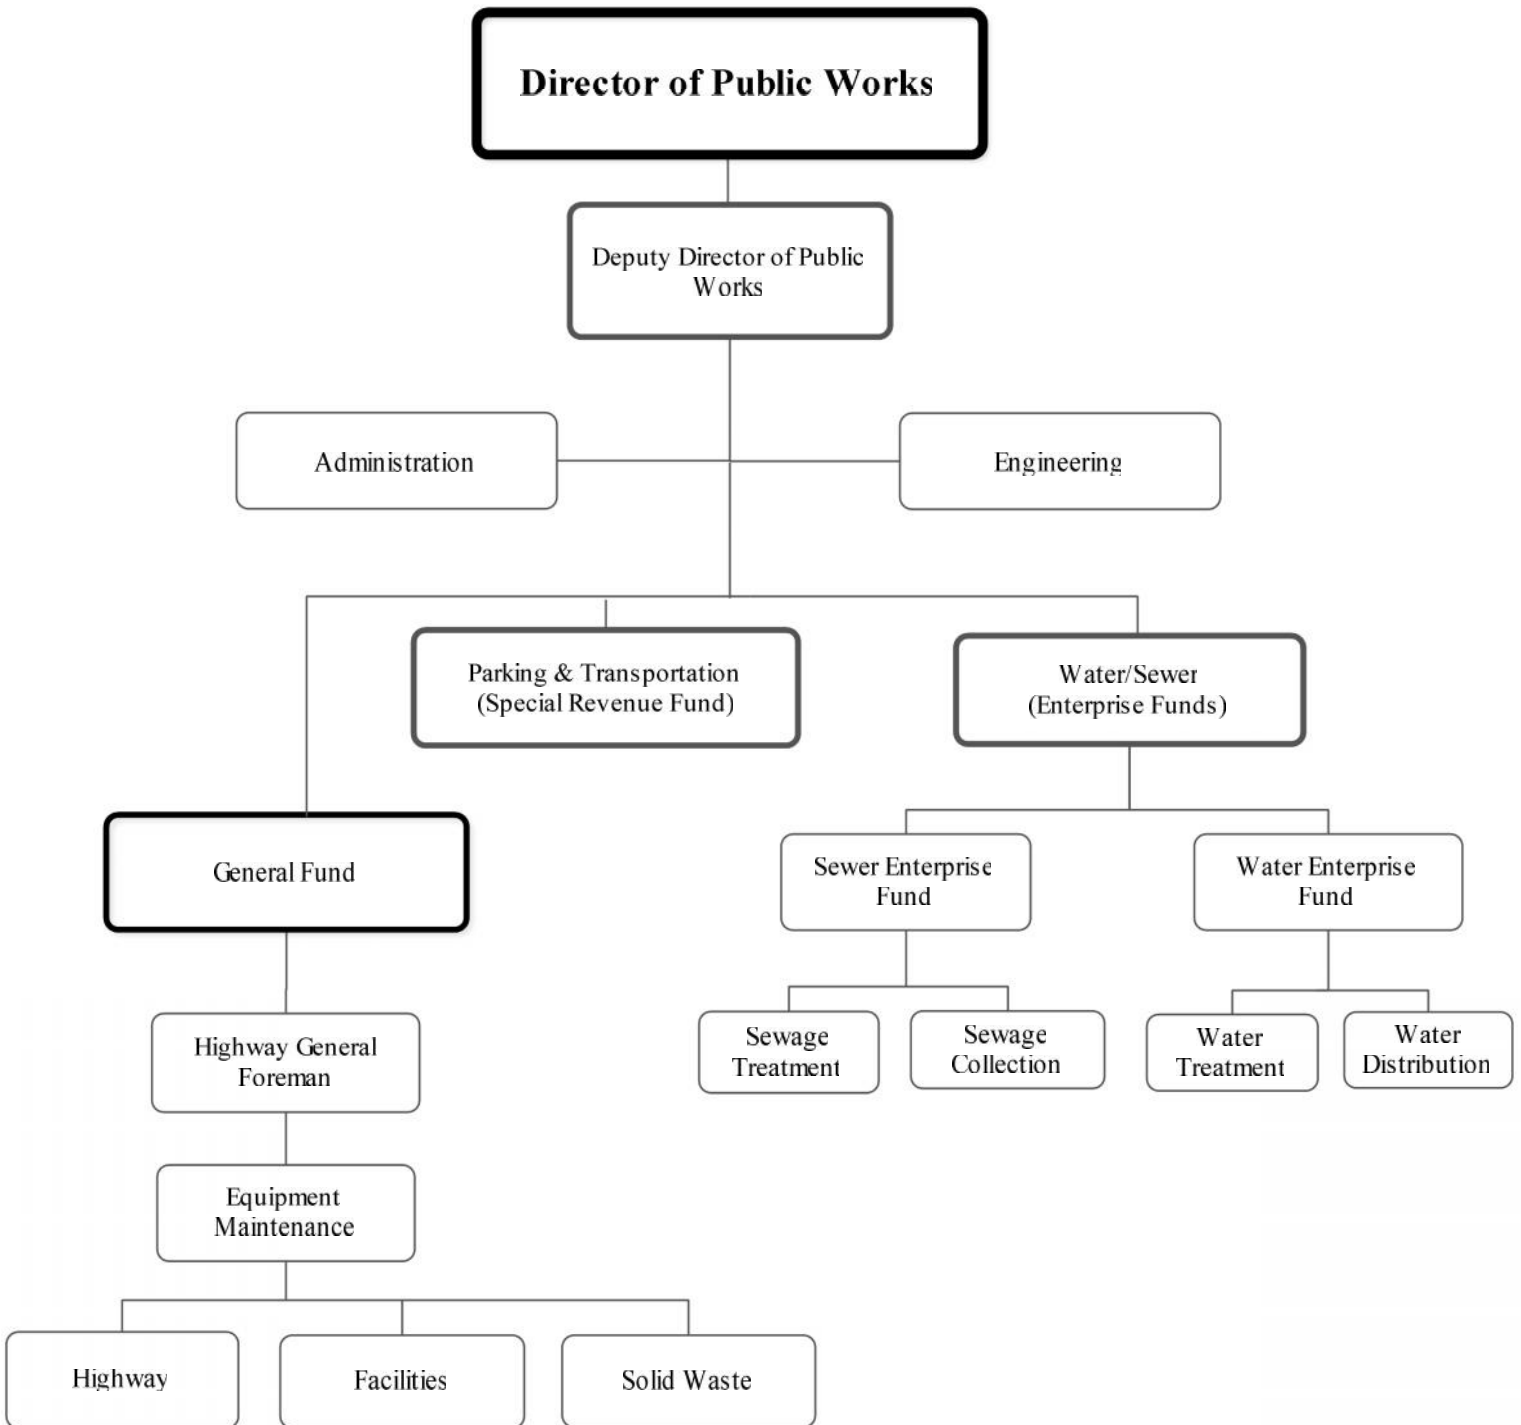 Director of Public Works
Deputy Director of Public
Works
Administration
Engineering
Parking & Transportation
(Special Revenue Fund)
Water/Sewer
(Enterprise Funds)
General Fund
Sewer Enterprise
Fund
Water Enterprise
Fund
Highway General
Foreman
Sewage
Treatment
Sewage
Collection
Water
Treatment
Water
Distribution
Equipment
Maintenance
Highway
Facilities
Solid Waste